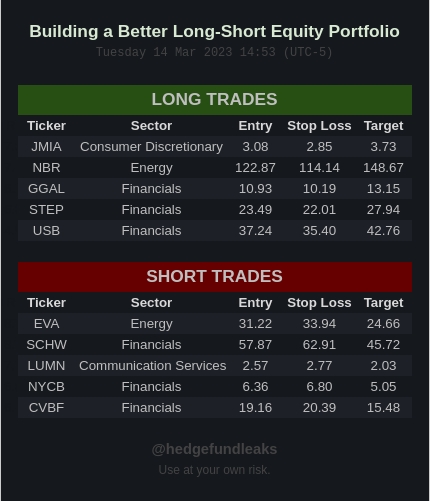 Building a Better Long-Short Equity Portfolio
Tuesday 14 Mar 2023 14:53 (UTC-5)
LONG TRADES
Ticker Sector Entry Stop Loss Target
JMIA Consumer Discretionary 3.08 2.85 3.73
NBR Energy 122.87 114.14 148.67
GGAL Financials 10.93 10.19 13.15
STEP Financials 23.49 22.01 27.94
USB Financials 37.24 35.40 42.76
SHORT TRADES
Ticker Sector Entry Stop Loss Target
EVA Energy 31.22 33.94 24.66
SCHW Financials 57.87 62.91 45.72
LUMN Communication Services 2.57 2.77 2.03
NYCB Financials 6.36 6.80 5.05
CVBF Financials 19.16 20.39 15.48
@hedgefundleaks
Use at your own risk.